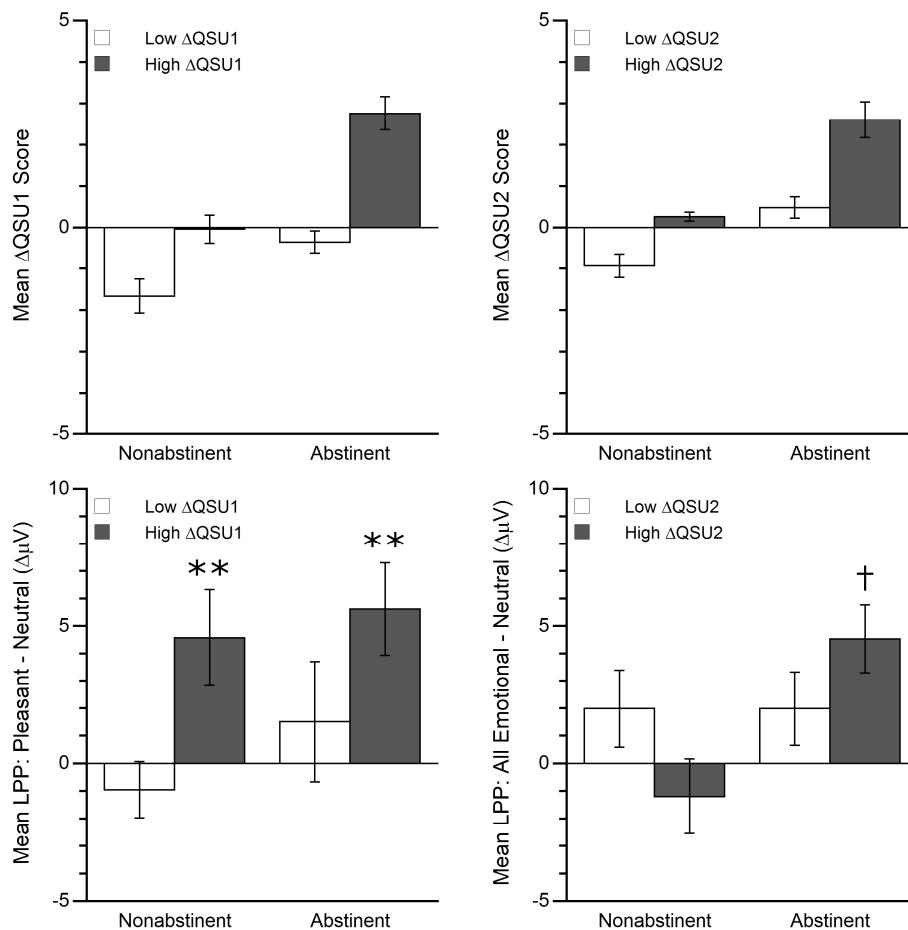 5
Low ΔQSU1
High ΔQSU1
Mean ΔQSU1 Score
0
-5
Nonabstinent Abstinent
5
Low ΔQSU2
High ΔQSU2
Mean ΔQSU2 Score
0
-5
Nonabstinent Abstinent
10
Low ΔQSU1
High ΔQSU1
**
**
Mean LPP: Pleasant - Neutral (ΔμV)
5
0
-5
Nonabstinent Abstinent
10
Low ΔQSU2
High ΔQSU2
†
Mean LPP: All Emotional - Neutral (ΔμV)
5
0
-5
Nonabstinent Abstinent